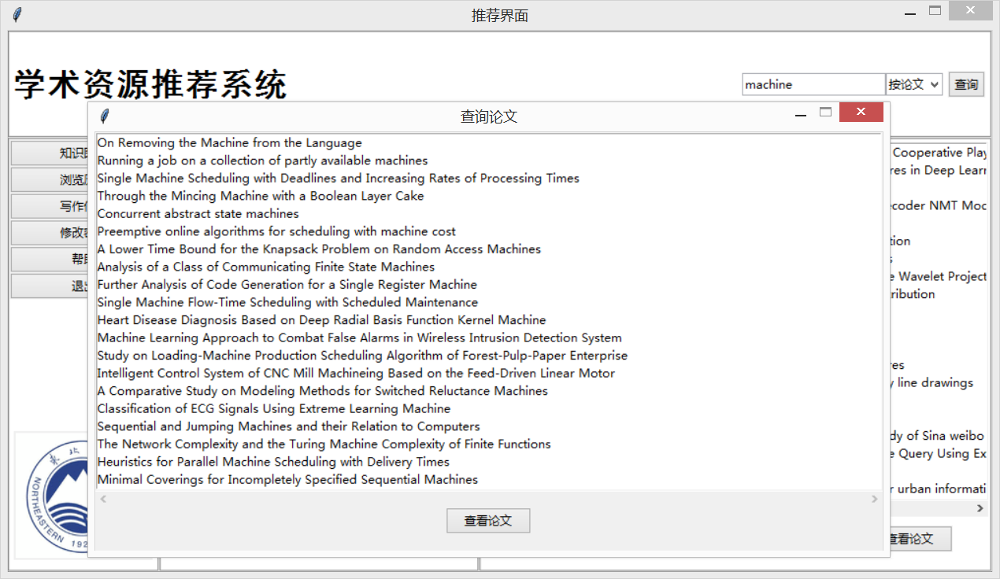 推荐界面
学术资源推荐系统
machine
按论文
查询
查询论文
On Removing the Machine from the Language
Running a job on a collection of partly available machines
Single Machine Scheduling with Deadlines and Increasing Rates of Processing Times
Through the Mincing Machine with a Boolean Layer Cake
Concurrent abstract state machines
Preemptive online algorithms for scheduling with machine cost
A Lower Time Bound for the Knapsack Problem on Random Access Machines
Analysis of a Class of Communicating Finite State Machines
Further Analysis of Code Generation for a Single Register Machine
Single Machine Flow-Time Scheduling with Scheduled Maintenance
Heart Disease Diagnosis Based on Deep Radial Basis Function Kernel Machine
Machine Learning Approach to Combat False Alarms in Wireless Intrusion Detection System
Study on Loading-Machine Production Scheduling Algorithm of Forest-Pulp-Paper Enterprise
Intelligent Control System of CNC Mill Machineing Based on the Feed-Driven Linear Motor
A Comparative Study on Modeling Methods for Switched Reluctance Machines
Classification of ECG Signals Using Extreme Learning Machine
Sequential and Jumping Machines and their Relation to Computers
The Network Complexity and the Turing Machine Complexity of Finite Functions
Heuristics for Parallel Machine Scheduling with Delivery Times
Minimal Coverings for Incompletely Specified Sequential Machines
查看论文
知识
浏览
写作
修改
帮
退
Cooperative Play
res in Deep Learn
coder NMT Mod
tion
e Wavelet Project
ribution
res
y line drawings
dy of Sina weibo
e Query Using Ex
r urban informati
查看论文
NORTHEASTERN 192